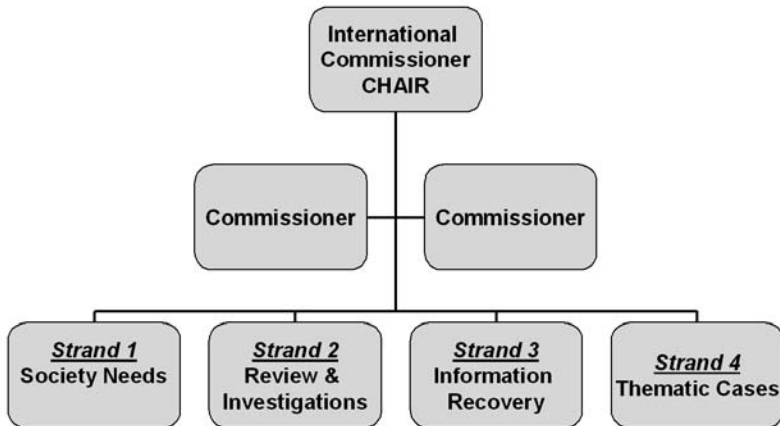 International
Commissioner
CHAIR
Commissioner
Commissioner
Strand 1
Society Needs
Strand 2
Review &
Investigations
Strand 3
Information
Recovery
Strand 4
Thematic Cases